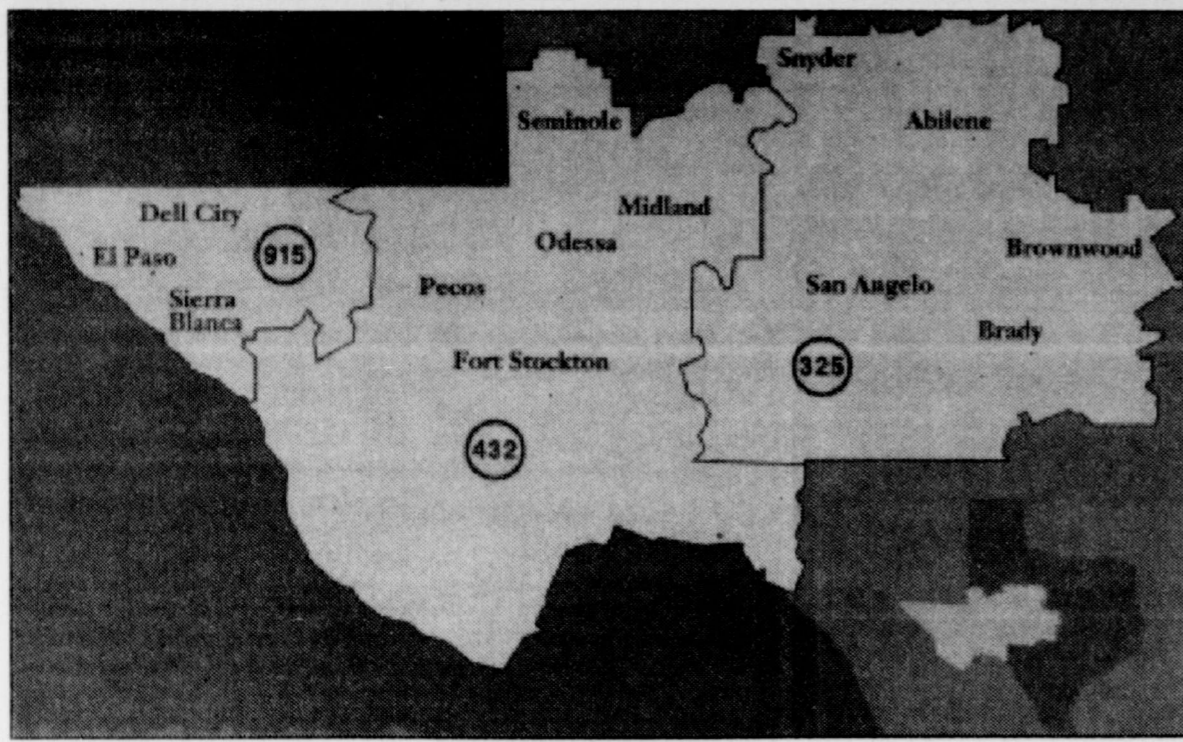 Snyder
Seminole
Abilene
Dell City
Midland
El Paso
915
Odessa
Brownwood
Sierra
Blanca
Pecos
San Angelo
Brady
Fort Stockton
325
432